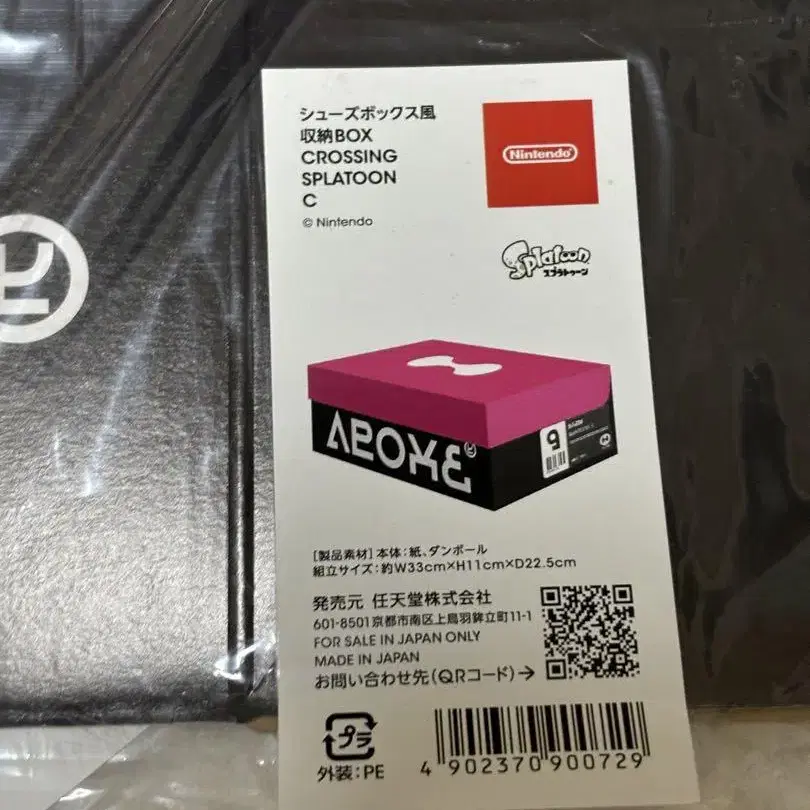 シューズボックス風
収納BOX
CROSSING
SPLATOON
C
© Nintendo
Nintendo
Splatoon
スプラトゥーン
9
[製品素材] 本体:紙、ダンボール
組立サイズ:約W33cm×H11cm×D22.5cm
発売元 任天堂株式会社
601-8501京都市南区上鳥羽鉾立町11-1
FOR SALE IN JAPAN ONLY
MADE IN JAPAN
お問い合わせ先(QRコード)→
プラ
外装:PE
4 902370 900729